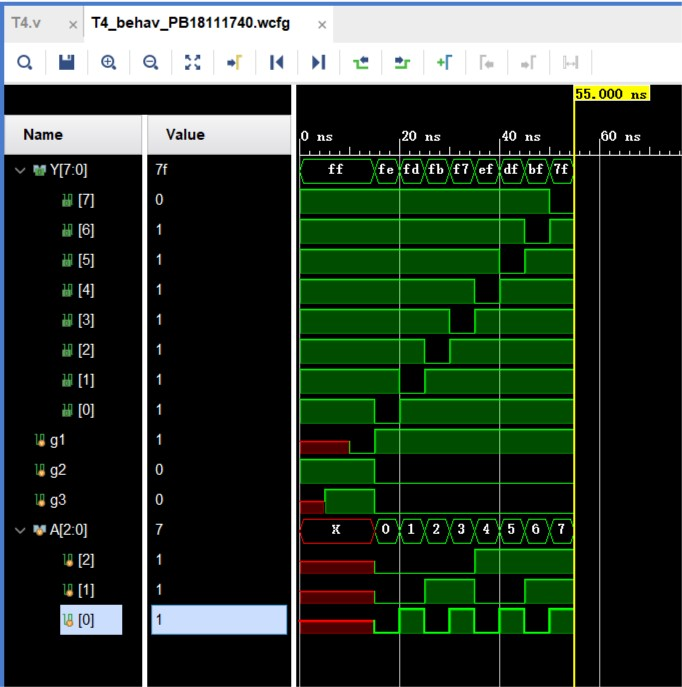 T4.v × T4_behav_PB18111740.wcfg ×
55.000 ns
Name Value 0 ns 20 ns 40 ns 60 ns
Y[7:0] 7f ff fe fd fb f7 ef df bf 7f
[7] 0
[6] 1
[5] 1
[4] 1
[3] 1
[2] 1
[1] 1
[0] 1
g1 1
g2 0
g3 0
A[2:0] 7 X 0 1 2 3 4 5 6 7
[2] 1
[1] 1
[0] 1